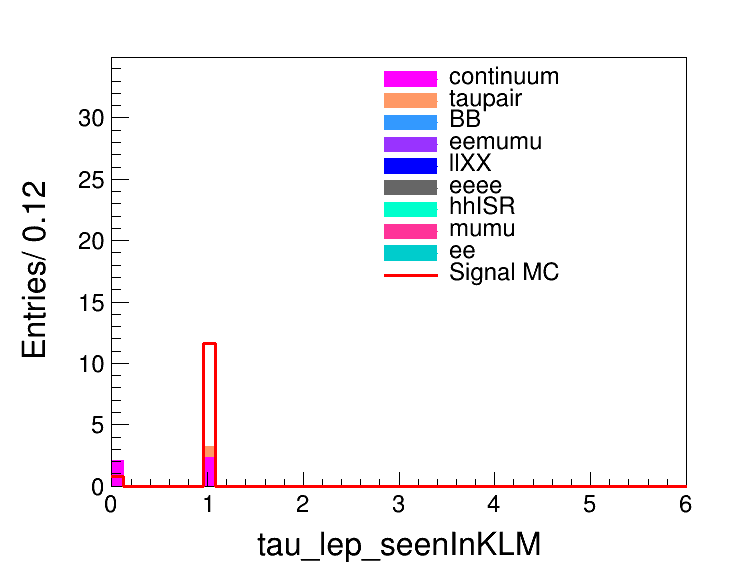 continuum
taupair
BB
eemumu
llXX
eeee
hhISR
mumu
ee
Signal MC
Entries/ 0.12
30
25
20
15
10
5
0
0 1 2 3 4 5 6
tau_lep_seenInKLM